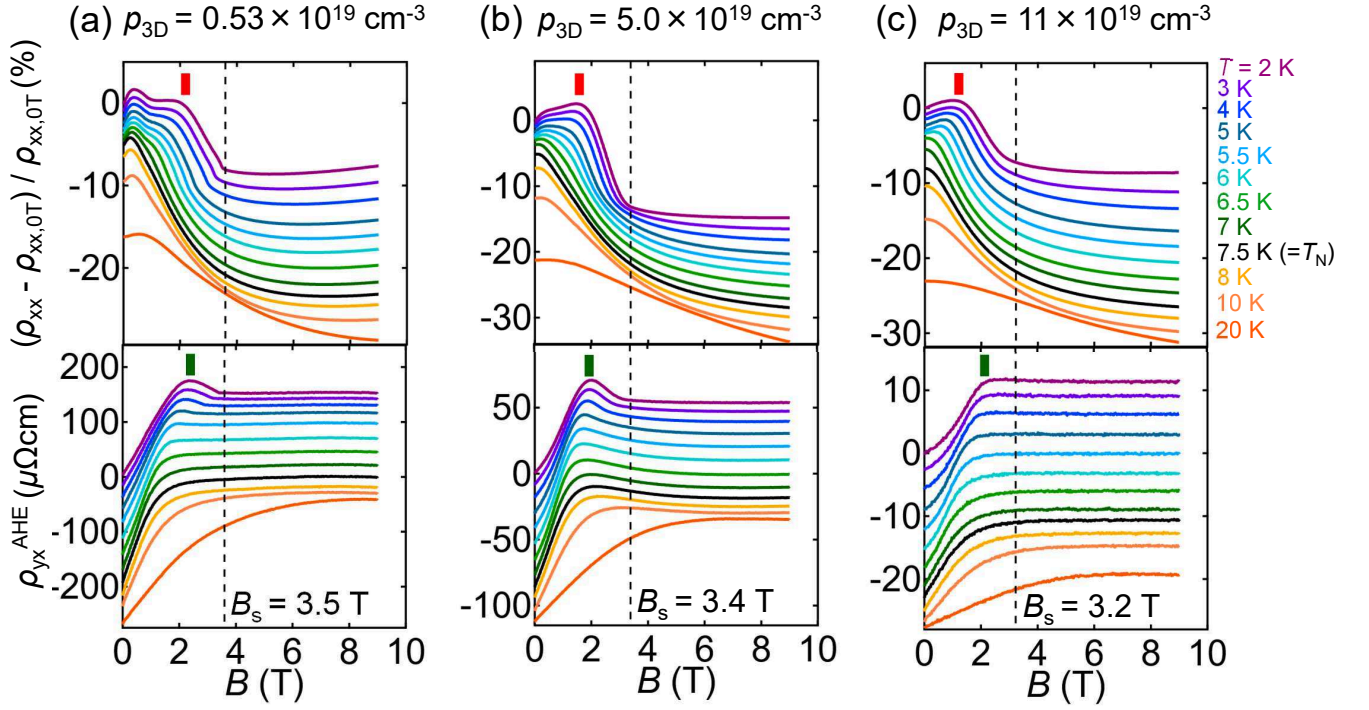 (a) p3D = 0.53 × 10^19 cm^-3
(b) p3D = 5.0 × 10^19 cm^-3
(c) p3D = 11 × 10^19 cm^-3
(ρxx - ρxx,0T) / ρxx,0T (%)
0
-10
-20
0
-10
-20
-30
0
-10
-20
-30
T = 2 K
3 K
4 K
5 K
5.5 K
6 K
6.5 K
7 K
7.5 K (=TN)
8 K
10 K
20 K
ρyx^AHE (μΩcm)
200
100
0
-100
-200
Bs = 3.5 T
50
0
-50
-100
Bs = 3.4 T
10
0
-10
-20
Bs = 3.2 T
0 2 4 6 8 10
0 2 4 6 8 10
0 2 4 6 8 10
B (T)
B (T)
B (T)